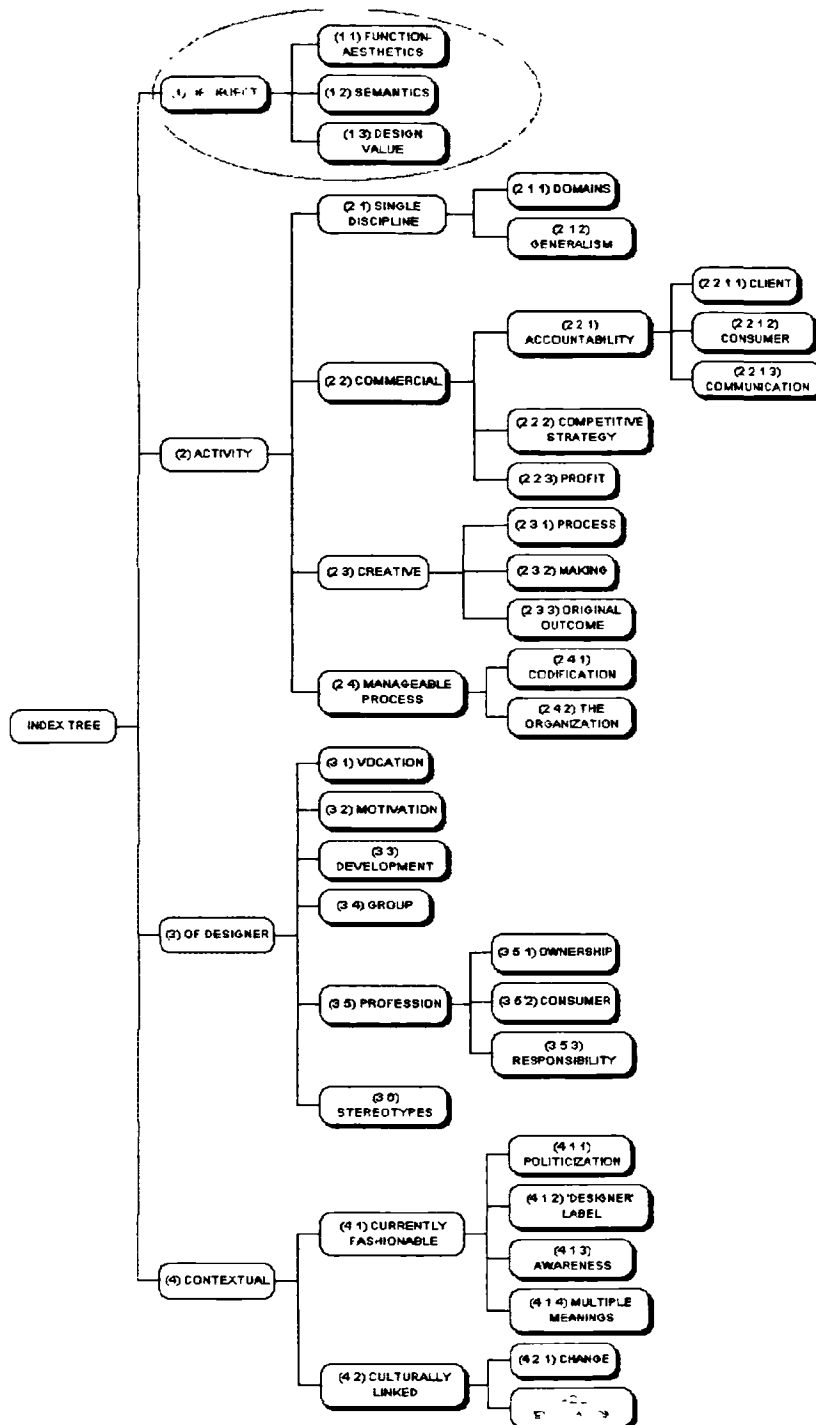 (1 1) FUNCTION-
AESTHETICS
(1) OF OBJECT
(1 2) SEMANTICS
(1 3) DESIGN
VALUE
(2 1) SINGLE
DISCIPLINE
(2 1 1) DOMAINS
(2 1 2)
GENERALISM
(2 2 1 1) CLIENT
(2 2 1)
ACCOUNTABILITY
(2 2 1 2)
CONSUMER
(2 2 1 3)
COMMUNICATION
(2 2) COMMERCIAL
(2 2 2) COMPETITIVE
STRATEGY
(2) ACTIVITY
(2 2 3) PROFIT
(2 3 1) PROCESS
(2 3) CREATIVE
(2 3 2) MAKING
(2 3 3) ORIGINAL
OUTCOME
(2 4) MANAGEABLE
PROCESS
(2 4 1)
CODIFICATION
(2 4 2) THE
ORGANIZATION
INDEX TREE
(3 1) VOCATION
(3 2) MOTIVATION
(3 3)
DEVELOPMENT
(3 4) GROUP
(3) OF DESIGNER
(3 5 1) OWNERSHIP
(3 5) PROFESSION
(3 5 2) CONSUMER
(3 5 3)
RESPONSIBILITY
(3 6)
STEREOTYPES
(4 1 1)
POLITICIZATION
(4 1) CURRENTLY
FASHIONABLE
(4 1 2) 'DESIGNER'
LABEL
(4 1 3)
AWARENESS
(4) CONTEXTUAL
(4 1 4) MULTIPLE
MEANINGS
(4 2) CULTURALLY
LINKED
(4 2 1) CHANGE